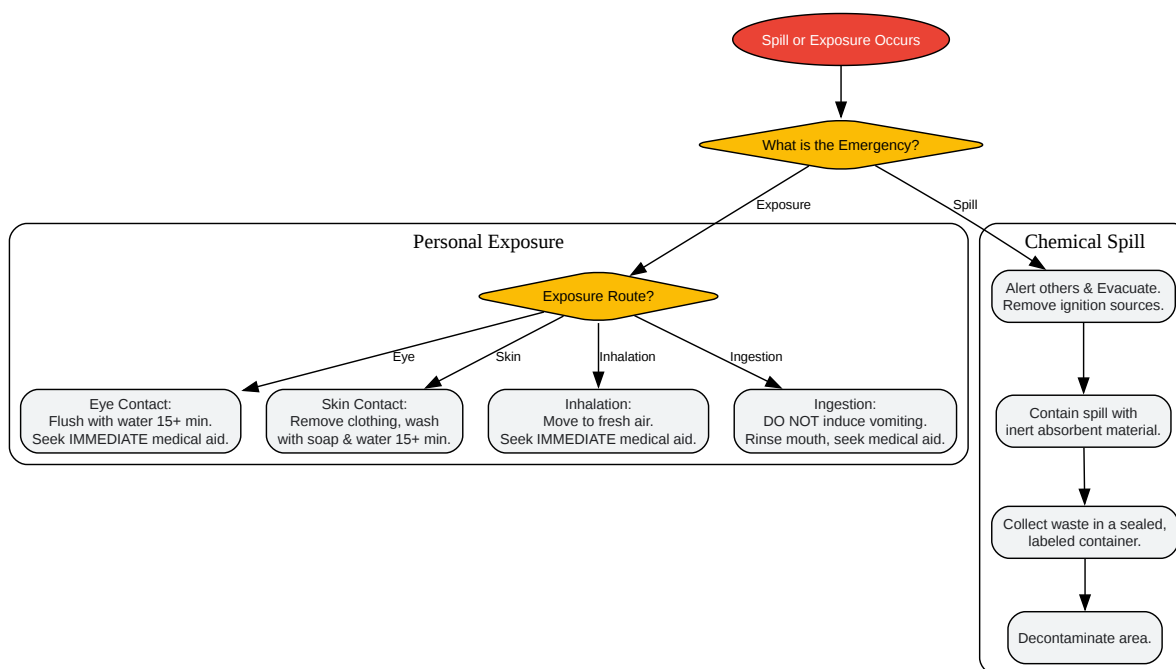 Spill or Exposure Occurs
What is the Emergency?
Exposure
Spill
Personal Exposure
Chemical Spill
Exposure Route?
Alert others & Evacuate.
Remove ignition sources.
Eye
Skin
Inhalation
Ingestion
Eye Contact:
Flush with water 15+ min.
Seek IMMEDIATE medical aid.
Skin Contact:
Remove clothing, wash
with soap & water 15+ min.
Inhalation:
Move to fresh air.
Seek IMMEDIATE medical aid.
Ingestion:
DO NOT induce vomiting.
Rinse mouth, seek medical aid.
Contain spill with
inert absorbent material.
Collect waste in a sealed,
labeled container.
Decontaminate area.